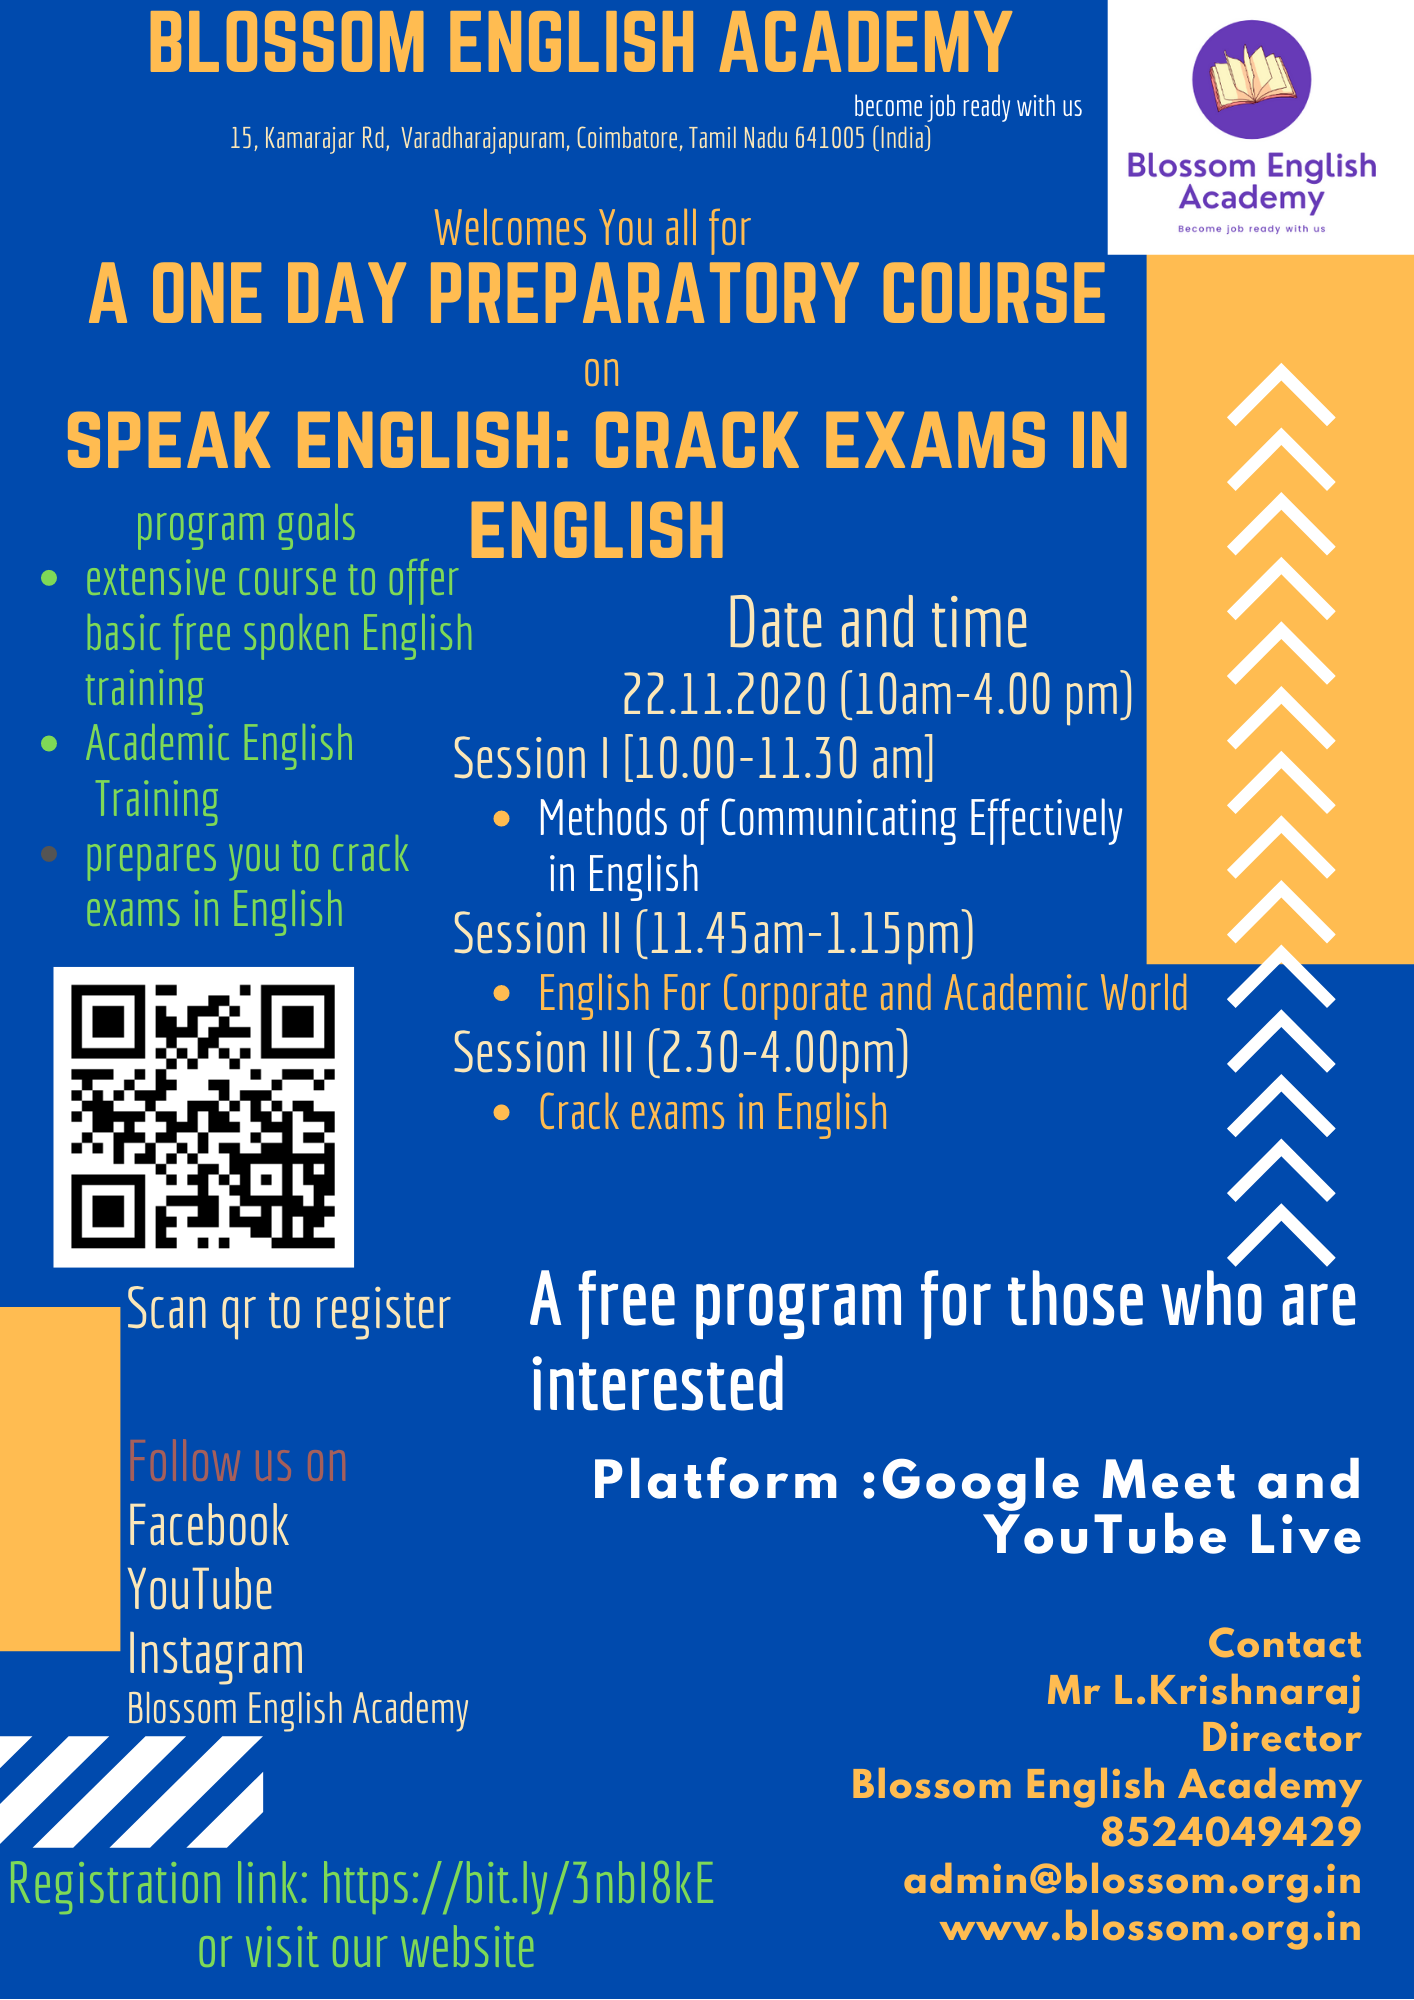 BLOSSOM ENGLISH ACADEMY
become job ready with us
15, Kamarajar Rd, Varadharajapuram, Coimbatore, Tamil Nadu 641005 (India)
Blossom English
Academy
Become job ready with us
Welcomes You all for
A ONE DAY PREPARATORY COURSE
on
SPEAK ENGLISH: CRACK EXAMS IN
ENGLISH
program goals
• extensive course to offer
basic free spoken English
training
• Academic English
Training
• prepares you to crack
exams in English
Date and time
22.11.2020 (10am-4.00 pm)
Session I [10.00-11.30 am]
• Methods of Communicating Effectively
in English
Session II (11.45am-1.15pm)
• English For Corporate and Academic World
Session III (2.30-4.00pm)
• Crack exams in English
Scan qr to register
A free program for those who are
interested
Platform :Google Meet and
YouTube Live
Follow us on
Facebook
YouTube
Instagram
Blossom English Academy
Contact
Mr L.Krishnaraj
Director
Blossom English Academy
8524049429
admin@blossom.org.in
www.blossom.org.in
Registration link: https://bit.ly/3nbI8kE
or visit our website